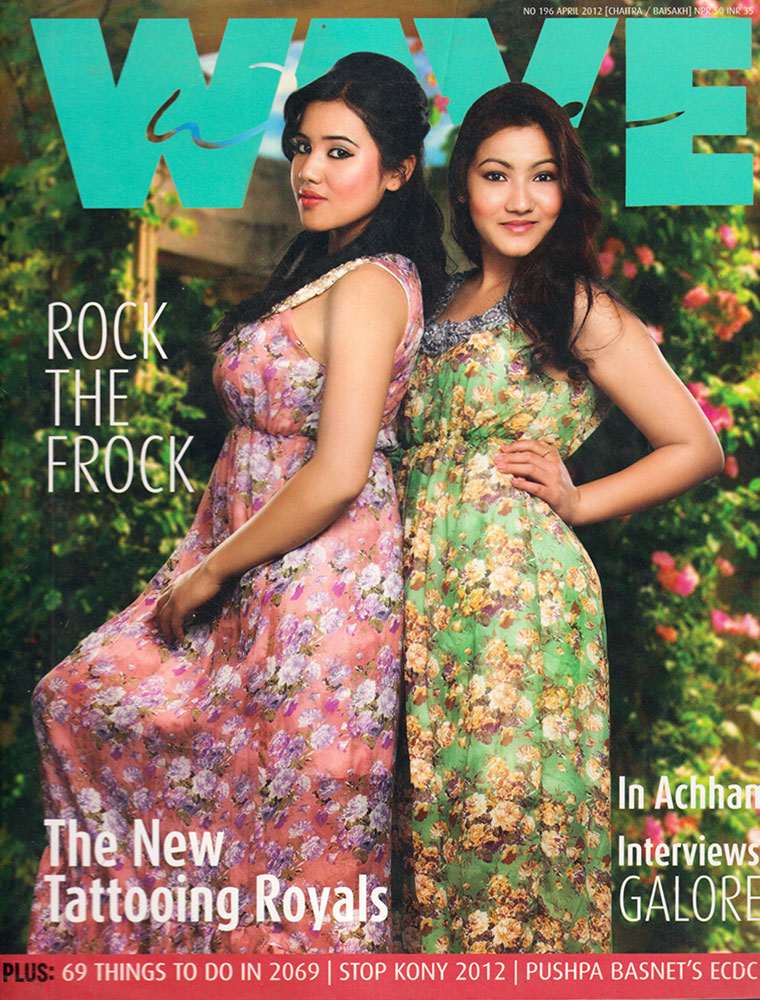 NO 196 APRIL 2012 [CHAITRA / BAISAKH] NPR 50 INR 35
WAVE
ROCK
THE
FROCK
The New
Tattooing Royals
In Achham
Interviews
GALORE
PLUS: 69 THINGS TO DO IN 2069 | STOP KONY 2012 | PUSHPA BASNET'S ECDC